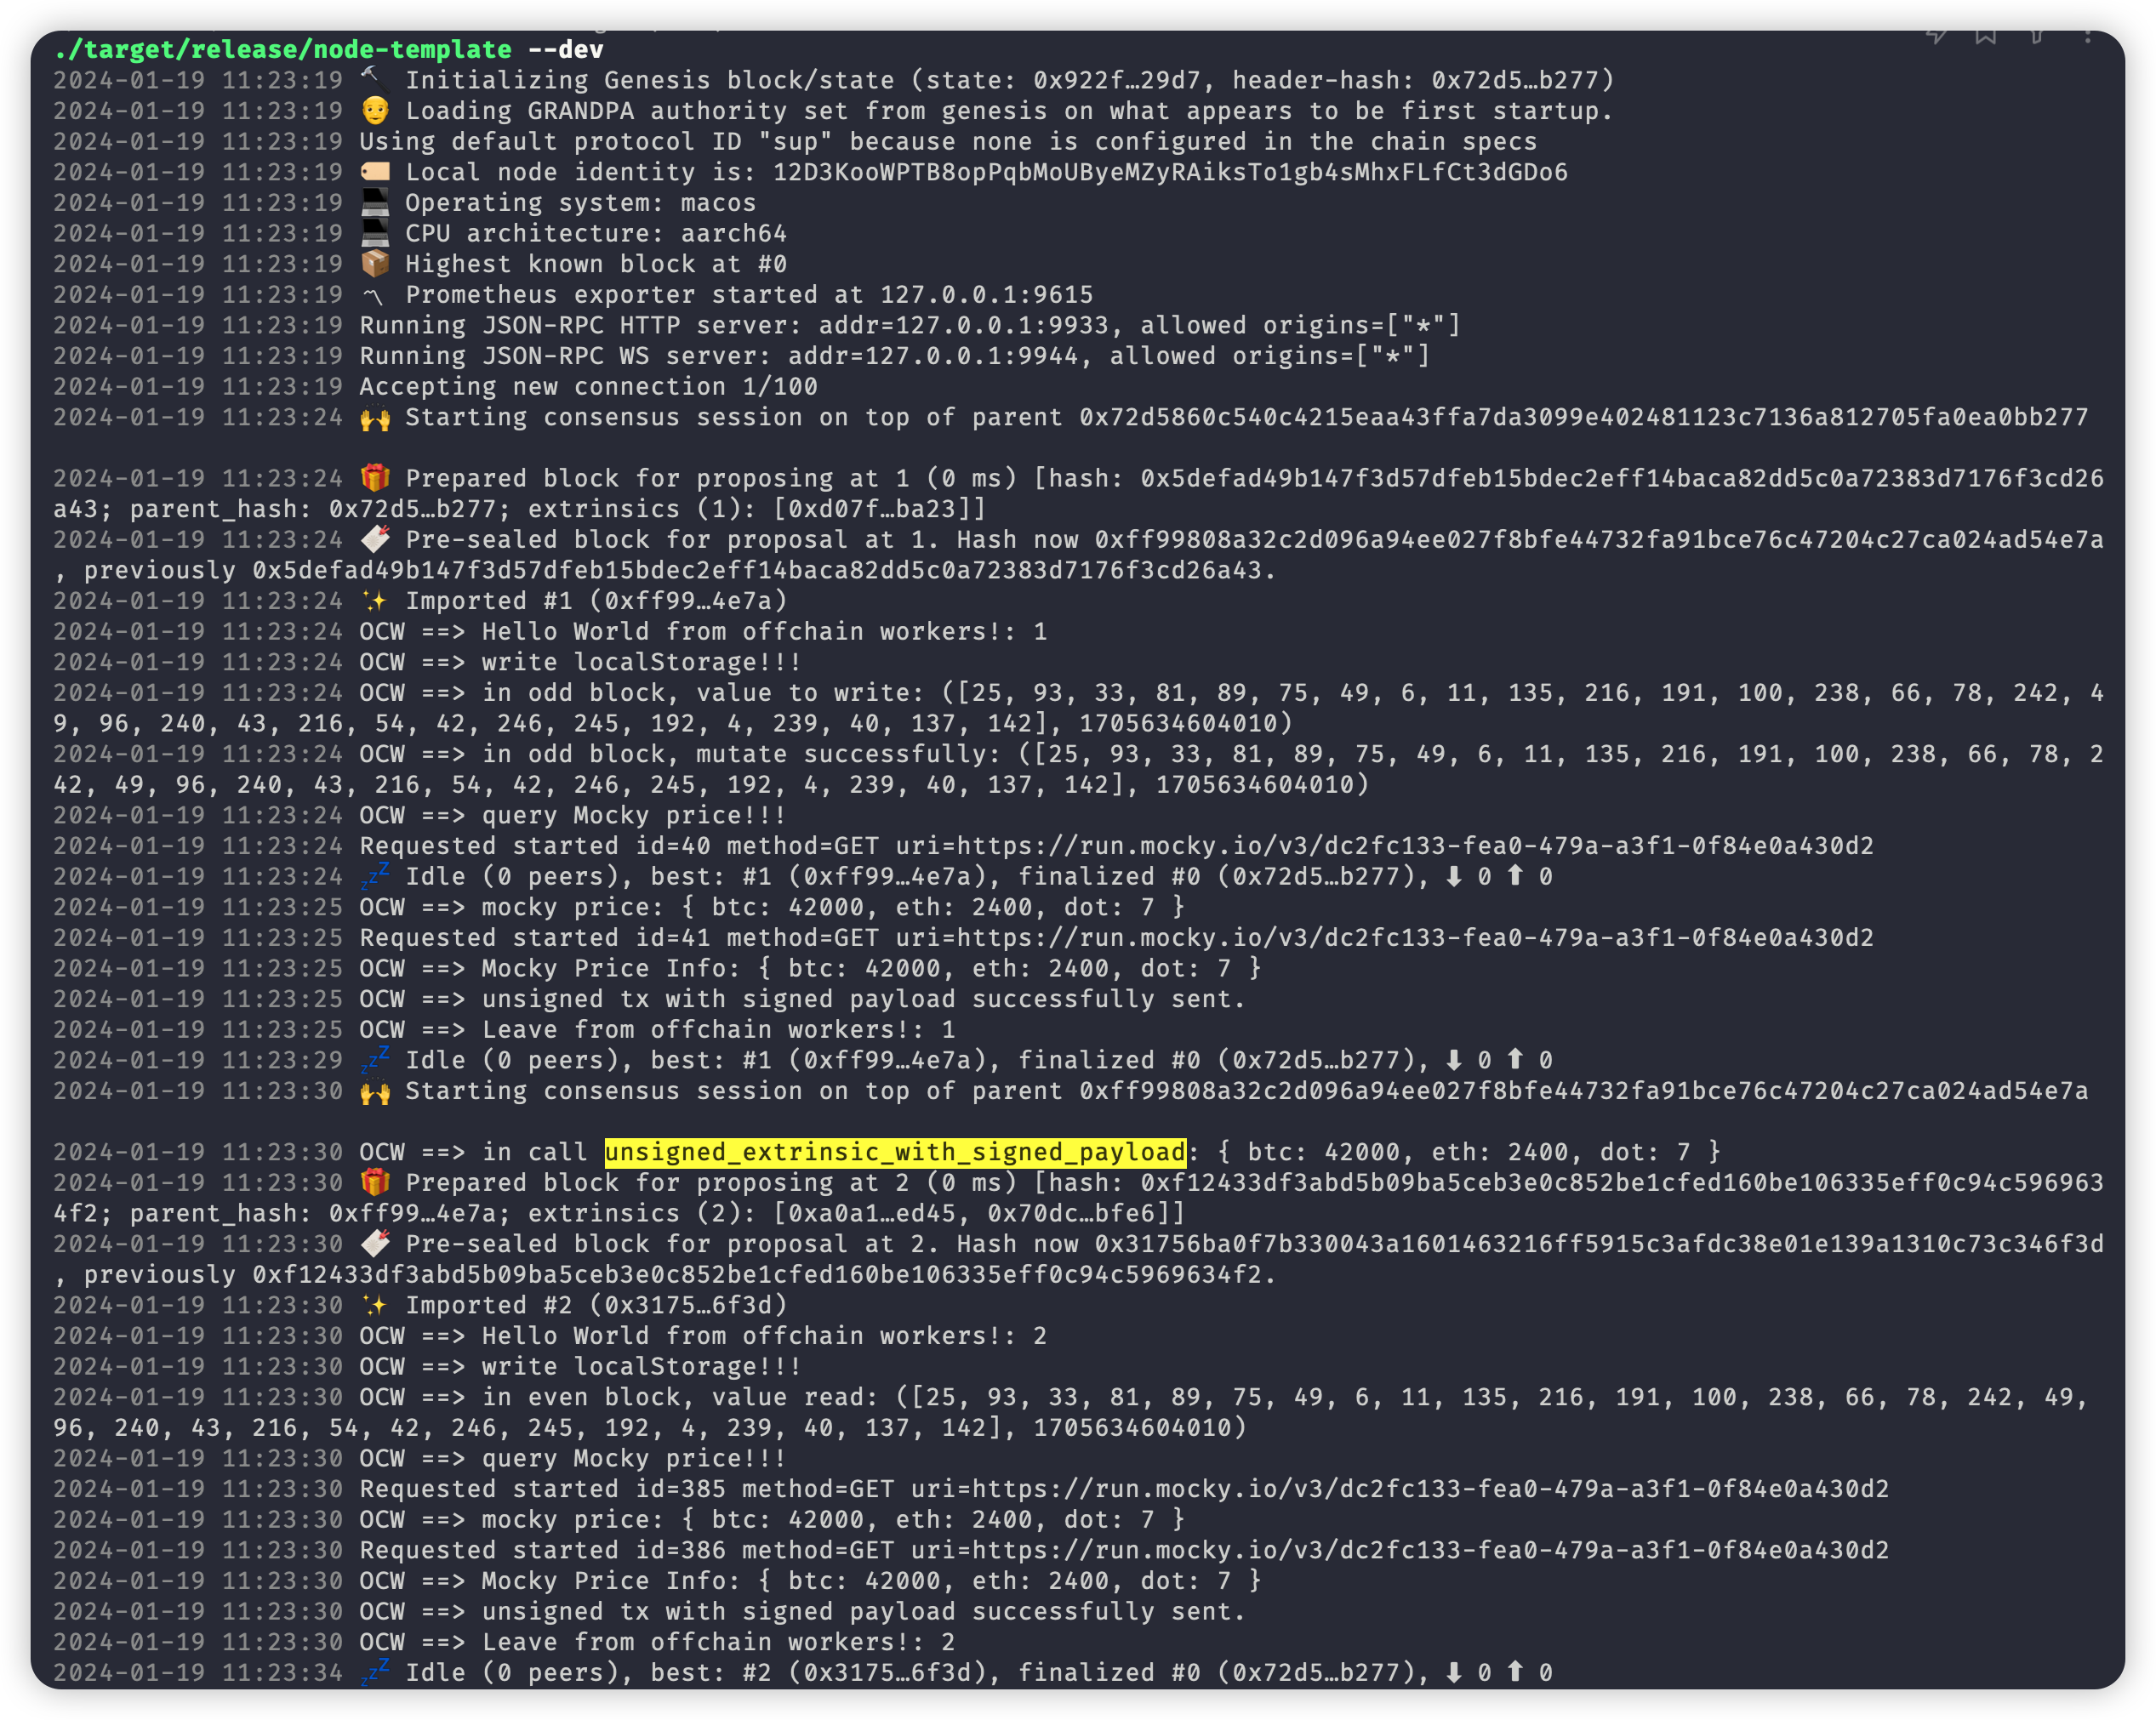 ./target/release/node-template --dev
2024-01-19 11:23:19 🔨 Initializing Genesis block/state (state: 0x922f…29d7, header-hash: 0x72d5…b277)
2024-01-19 11:23:19 👴 Loading GRANDPA authority set from genesis on what appears to be first startup.
2024-01-19 11:23:19 Using default protocol ID "sup" because none is configured in the chain specs
2024-01-19 11:23:19 🏷 Local node identity is: 12D3KooWPTB8opPqbMoUByeMZyRAiksTo1gb4sMhxFLfCt3dGDo6
2024-01-19 11:23:19 💻 Operating system: macos
2024-01-19 11:23:19 💻 CPU architecture: aarch64
2024-01-19 11:23:19 📦 Highest known block at #0
2024-01-19 11:23:19 〽 Prometheus exporter started at 127.0.0.1:9615
2024-01-19 11:23:19 Running JSON-RPC HTTP server: addr=127.0.0.1:9933, allowed origins=["*"]
2024-01-19 11:23:19 Running JSON-RPC WS server: addr=127.0.0.1:9944, allowed origins=["*"]
2024-01-19 11:23:19 Accepting new connection 1/100
2024-01-19 11:23:24 🙌 Starting consensus session on top of parent 0x72d5860c540c4215eaa43ffa7da3099e402481123c7136a812705fa0ea0bb277
2024-01-19 11:23:24 🎁 Prepared block for proposing at 1 (0 ms) [hash: 0x5defad49b147f3d57dfeb15bdec2eff14baca82dd5c0a72383d7176f3cd26
a43; parent_hash: 0x72d5…b277; extrinsics (1): [0xd07f…ba23]]
2024-01-19 11:23:24 🔖 Pre-sealed block for proposal at 1. Hash now 0xff99808a32c2d096a94ee027f8bfe44732fa91bce76c47204c27ca024ad54e7a
, previously 0x5defad49b147f3d57dfeb15bdec2eff14baca82dd5c0a72383d7176f3cd26a43.
2024-01-19 11:23:24 ✨ Imported #1 (0xff99…4e7a)
2024-01-19 11:23:24 OCW ==> Hello World from offchain workers!: 1
2024-01-19 11:23:24 OCW ==> write localStorage!!!
2024-01-19 11:23:24 OCW ==> in odd block, value to write: ([25, 93, 33, 81, 89, 75, 49, 6, 11, 135, 216, 191, 100, 238, 66, 78, 242, 4
9, 96, 240, 43, 216, 54, 42, 246, 245, 192, 4, 239, 40, 137, 142], 1705634604010)
2024-01-19 11:23:24 OCW ==> in odd block, mutate successfully: ([25, 93, 33, 81, 89, 75, 49, 6, 11, 135, 216, 191, 100, 238, 66, 78, 2
42, 49, 96, 240, 43, 216, 54, 42, 246, 245, 192, 4, 239, 40, 137, 142], 1705634604010)
2024-01-19 11:23:24 OCW ==> query Mocky price!!!
2024-01-19 11:23:24 Requested started id=40 method=GET uri=https://run.mocky.io/v3/dc2fc133-fea0-479a-a3f1-0f84e0a430d2
2024-01-19 11:23:24 💤 Idle (0 peers), best: #1 (0xff99…4e7a), finalized #0 (0x72d5…b277), ⬇ 0 ⬆ 0
2024-01-19 11:23:25 OCW ==> mocky price: { btc: 42000, eth: 2400, dot: 7 }
2024-01-19 11:23:25 Requested started id=41 method=GET uri=https://run.mocky.io/v3/dc2fc133-fea0-479a-a3f1-0f84e0a430d2
2024-01-19 11:23:25 OCW ==> Mocky Price Info: { btc: 42000, eth: 2400, dot: 7 }
2024-01-19 11:23:25 OCW ==> unsigned tx with signed payload successfully sent.
2024-01-19 11:23:25 OCW ==> Leave from offchain workers!: 1
2024-01-19 11:23:29 💤 Idle (0 peers), best: #1 (0xff99…4e7a), finalized #0 (0x72d5…b277), ⬇ 0 ⬆ 0
2024-01-19 11:23:30 🙌 Starting consensus session on top of parent 0xff99808a32c2d096a94ee027f8bfe44732fa91bce76c47204c27ca024ad54e7a
2024-01-19 11:23:30 OCW ==> in call unsigned_extrinsic_with_signed_payload: { btc: 42000, eth: 2400, dot: 7 }
2024-01-19 11:23:30 🎁 Prepared block for proposing at 2 (0 ms) [hash: 0xf12433df3abd5b09ba5ceb3e0c852be1cfed160be106335eff0c94c596963
4f2; parent_hash: 0xff99…4e7a; extrinsics (2): [0xa0a1…ed45, 0x70dc…bfe6]]
2024-01-19 11:23:30 🔖 Pre-sealed block for proposal at 2. Hash now 0x31756ba0f7b330043a1601463216ff5915c3afdc38e01e139a1310c73c346f3d
, previously 0xf12433df3abd5b09ba5ceb3e0c852be1cfed160be106335eff0c94c5969634f2.
2024-01-19 11:23:30 ✨ Imported #2 (0x3175…6f3d)
2024-01-19 11:23:30 OCW ==> Hello World from offchain workers!: 2
2024-01-19 11:23:30 OCW ==> write localStorage!!!
2024-01-19 11:23:30 OCW ==> in even block, value read: ([25, 93, 33, 81, 89, 75, 49, 6, 11, 135, 216, 191, 100, 238, 66, 78, 242, 49,
96, 240, 43, 216, 54, 42, 246, 245, 192, 4, 239, 40, 137, 142], 1705634604010)
2024-01-19 11:23:30 OCW ==> query Mocky price!!!
2024-01-19 11:23:30 Requested started id=385 method=GET uri=https://run.mocky.io/v3/dc2fc133-fea0-479a-a3f1-0f84e0a430d2
2024-01-19 11:23:30 OCW ==> mocky price: { btc: 42000, eth: 2400, dot: 7 }
2024-01-19 11:23:30 Requested started id=386 method=GET uri=https://run.mocky.io/v3/dc2fc133-fea0-479a-a3f1-0f84e0a430d2
2024-01-19 11:23:30 OCW ==> Mocky Price Info: { btc: 42000, eth: 2400, dot: 7 }
2024-01-19 11:23:30 OCW ==> unsigned tx with signed payload successfully sent.
2024-01-19 11:23:30 OCW ==> Leave from offchain workers!: 2
2024-01-19 11:23:34 💤 Idle (0 peers), best: #2 (0x3175…6f3d), finalized #0 (0x72d5…b277), ⬇ 0 ⬆ 0